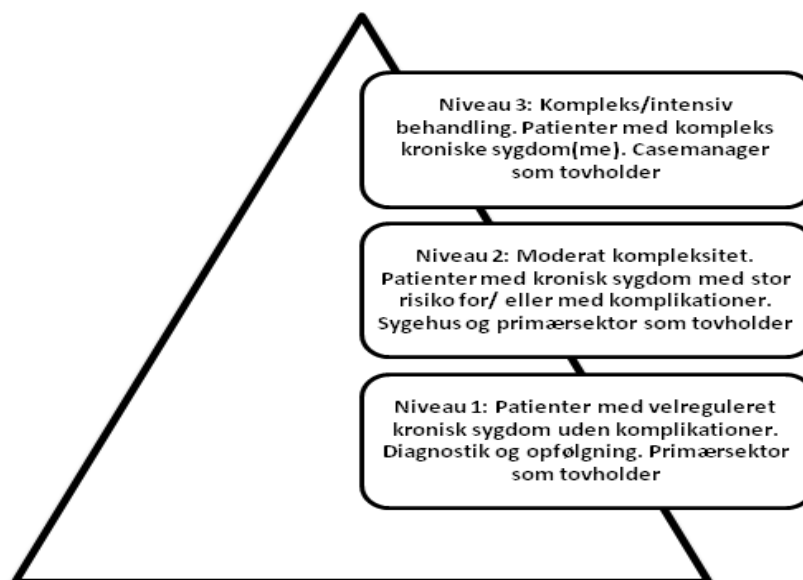 Niveau 3: Kompleks/intensiv
behandling. Patienter med kompleks
kroniske sygdom(me). Casemanager
som tovholder
Niveau 2: Moderat kompleksitet.
Patienter med kronisk sygdom med stor
risiko for/ eller med komplikationer.
Sygehus og primærsektor som tovholder
Niveau 1: Patienter med velreguleret
kronisk sygdom uden komplikationer.
Diagnostik og opfølgning. Primærsektor
som tovholder